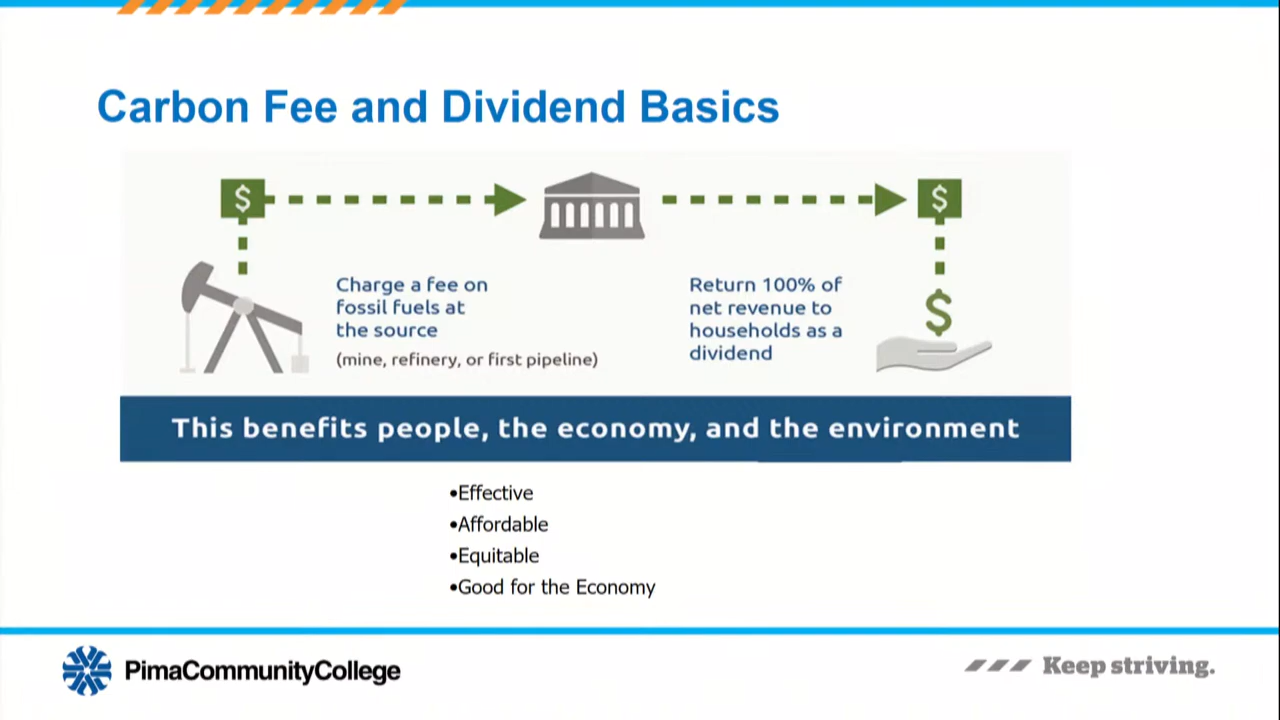 Carbon Fee and Dividend Basics
$
$
Charge a fee on
fossil fuels at
the source
(mine, refinery, or first pipeline)
Return 100% of
net revenue to
households as a
dividend
$
This benefits people, the economy, and the environment
•Effective
•Affordable
•Equitable
•Good for the Economy
PimaCommunityCollege
Keep striving.